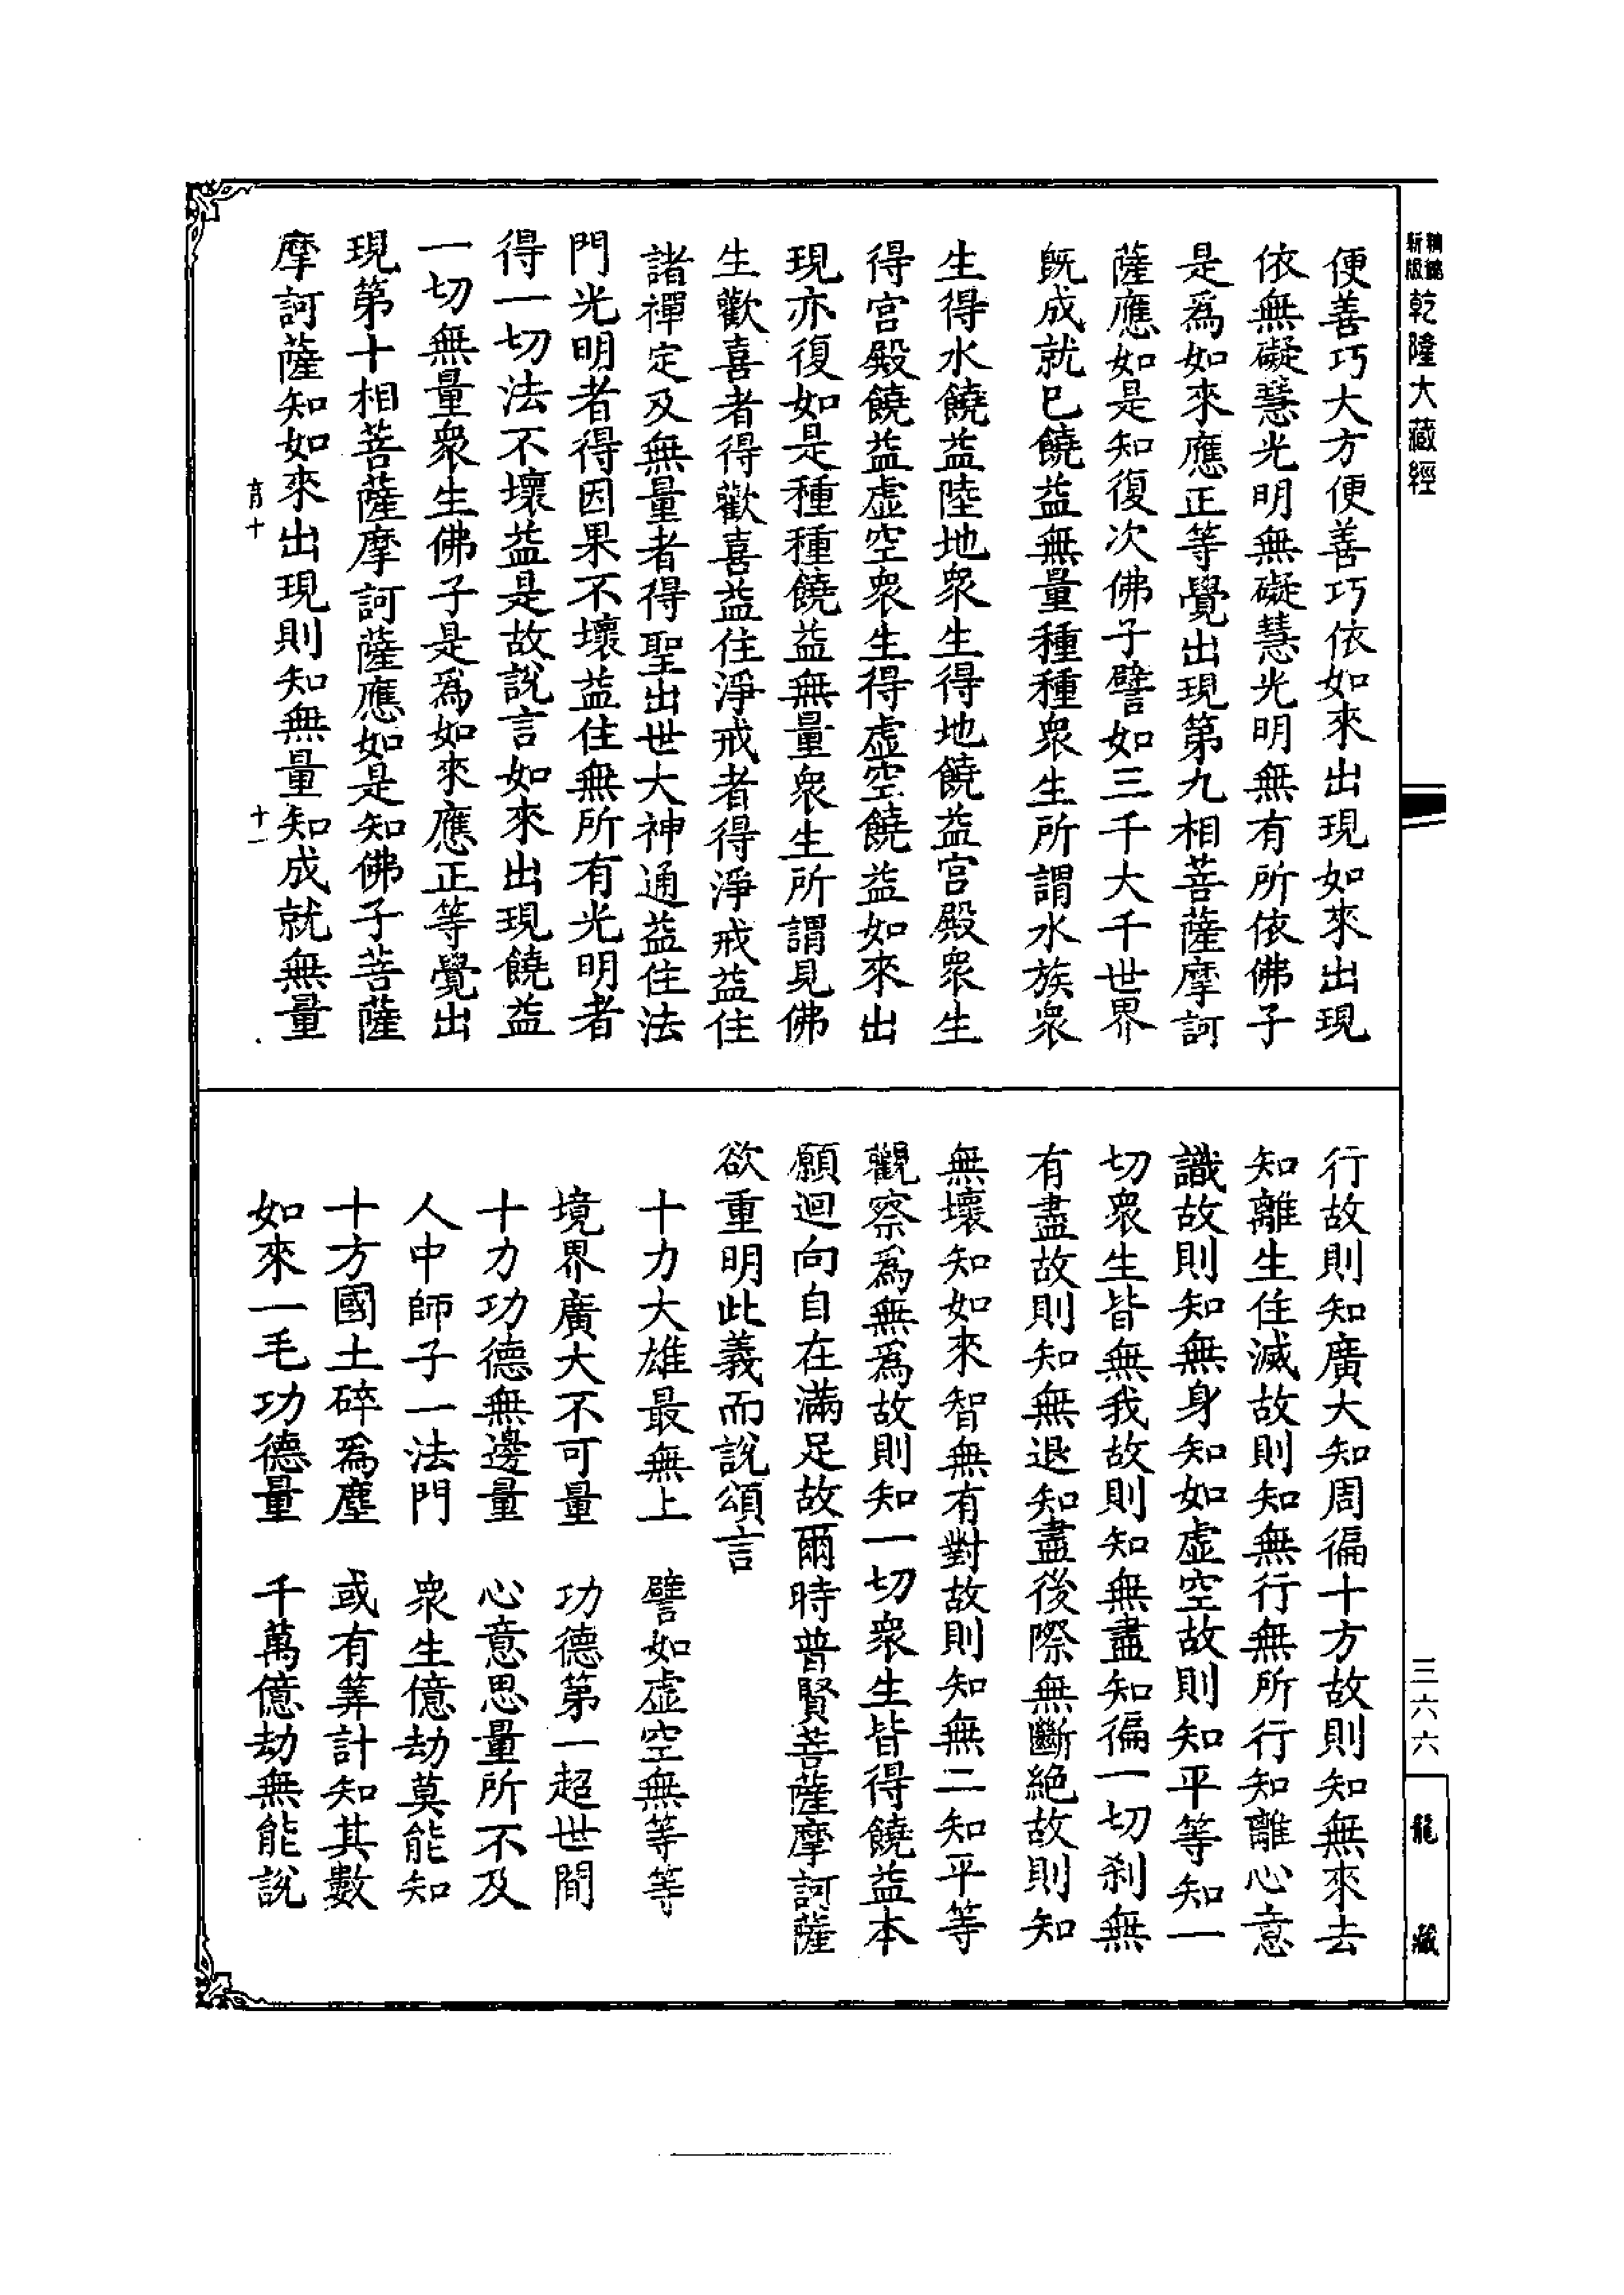 新版
精縮
乾隆大藏經
便善巧大方便善巧依如來出現如來出現
依無礙慧光明無礙慧光明無有所依佛子
是爲如來應正等覺出現第九相菩薩摩訶
薩應如是知復次佛子譬如三千大千世界
旣成就已饒益無量種種衆生所謂水族衆
生得水饒益陸地衆生得地饒益宮殿衆生
得宮殿饒益虛空衆生得虛空饒益如來出
現亦復如是種種饒益無量衆生所謂見佛
生歡喜者得歡喜益住淨戒者得淨戒益住
諸禪定及無量者得聖出世大神通益住法
門光明者得因果不壞益住無所有光明者
得一切法不壞益是故說言如來出現饒益
一切無量衆生佛子是爲如來應正等覺出
現第十相菩薩摩訶薩應如是知佛子菩薩
摩訶薩知如來出現則知無量知成就無量
育十 十一
行故則知廣大知周徧十方故則知無來去
知離生住滅故則知無行無所行知離心意
識故則知無身知如虛空故則知平等知一
切衆生皆無我故則知無盡知徧一切刹無
有盡故則知無退知盡後際無斷絶故則知
無壞知如來智無有對故則知無二知平等
觀察爲無爲故則知一切衆生皆得饒益本
願迴向自在滿足故爾時普賢菩薩摩訶薩
欲重明此義而說頌言
十力大雄最無上 譬如虛空無等等
境界廣大不可量 功德第一超世間
十力功德無邊量 心意思量所不及
人中師子一法門 衆生億劫莫能知
十方國土碎爲塵 或有筭計知其數
如來一毛功德量 千萬億劫無能說
三六六
龍藏